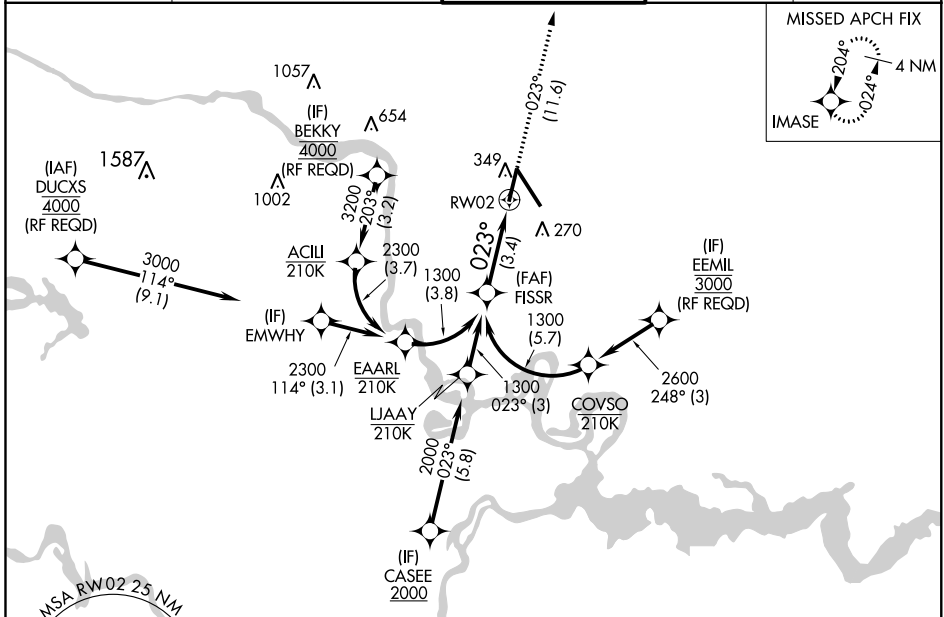 MISSED APCH FIX
204°
4 NM
024°
IMASE
023°
(11.6)
1057
(IF)
BEKKY
4000
(RF REQD)
654
1587
1002
(IAF)
DUCXS
4000
(RF REQD)
349
RW02
270
3200
203°
(3.2)
ACILI
210K
2300
(3.7)
1300
(3.8)
023°
(3.4)
(FAF)
FISSR
(IF)
EEMIL
3000
(RF REQD)
3000
114°
(9.1)
(IF)
EMWHY
2300
114° (3.1)
EAARL
210K
LJAAY
210K
1300
023° (3)
1300
(5.7)
COVSO
210K
2600
248° (3)
2000
023°
(5.8)
(IF)
CASEE
2000
MSA RW02 25 NM